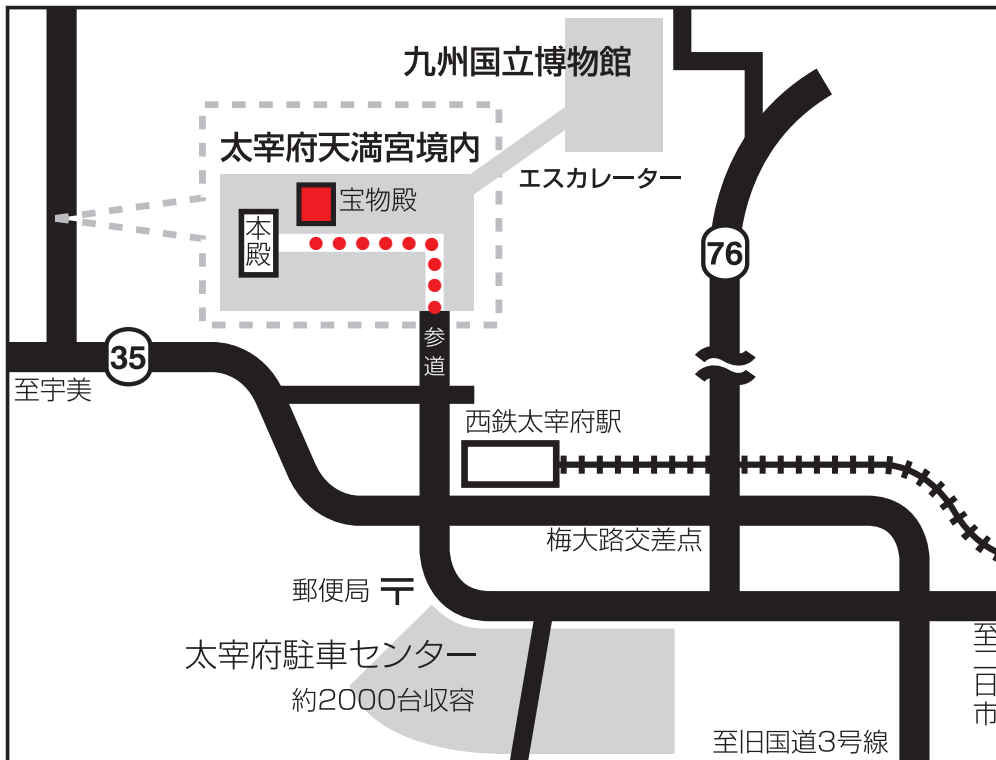 九州国立博物館
太宰府天満宮境内
エスカレーター
宝物殿
本殿
76
参道
35
至宇美
西鉄太宰府駅
梅大路交差点
郵便局 〒
太宰府駐車センター
約2000台収容
至二日市
至旧国道3号線